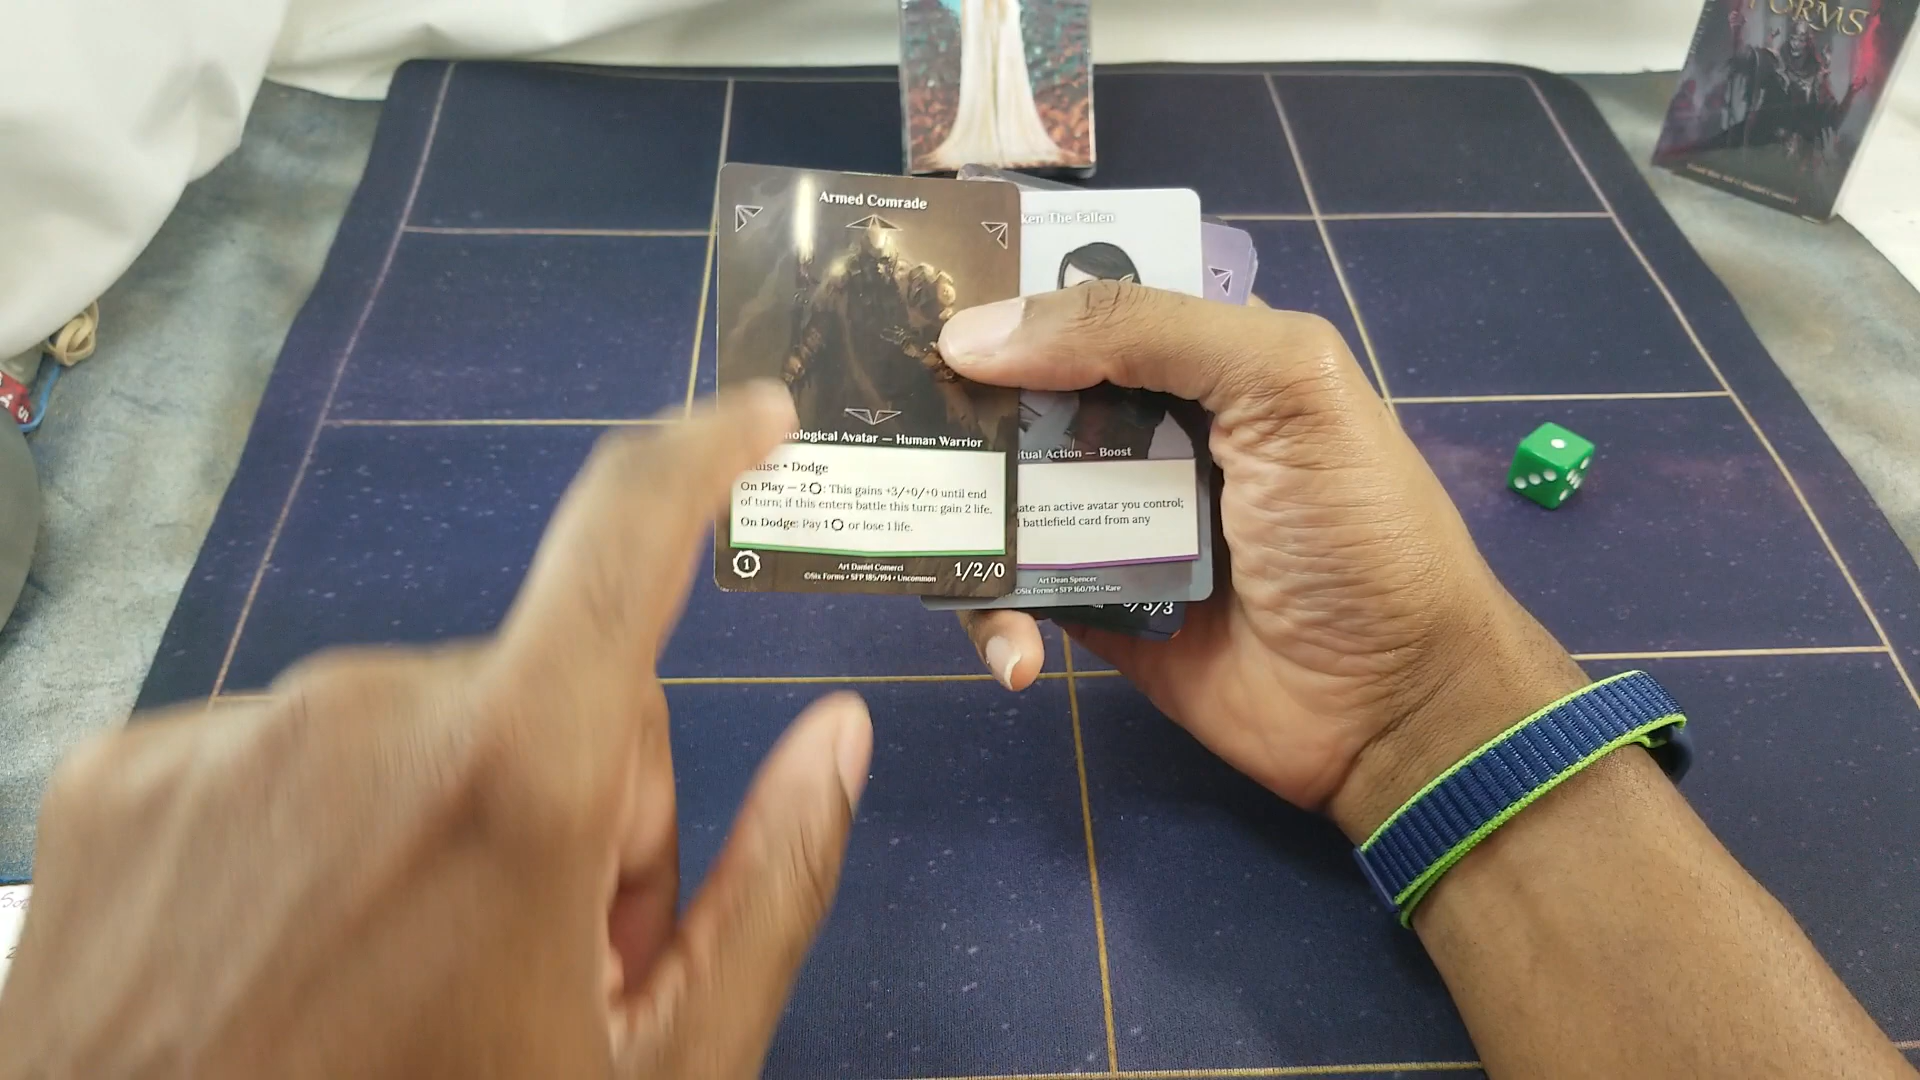 FORMS
Armed Comrade
ken The Fallen
nological Avatar — Human Warrior
uise • Dodge
On Play — 2 : This gains +3/+0/+0 until end
of turn; if this enters battle this turn: gain 2 life.
On Dodge: Pay 1 or lose 1 life.
1
Art Daniel Comerci
©Six Forms • SFP 185/194 • Uncommon
1/2/0
itual Action — Boost
ate an active avatar you control;
battlefield card from any
Art Dean Spencer
©Six Forms • SFP 160/194 • Rare
/3/3